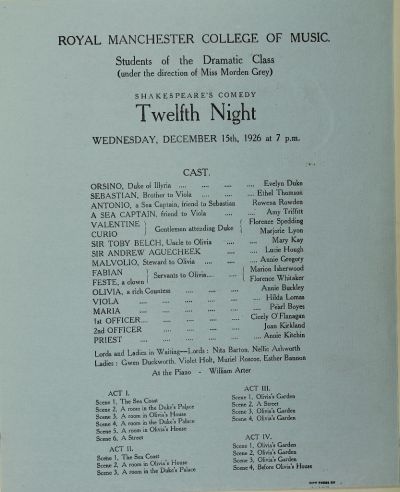 ROYAL MANCHESTER COLLEGE OF MUSIC.
Students of the Dramatic Class
(under the direction of Miss Morden Grey)
SHAKESPEARE'S COMEDY
Twelfth Night
WEDNESDAY, DECEMBER 15th, 1926 at 7 p.m.
CAST.
ORSINO, Duke of Illyria .... .... .... .... Evelyn Duke
SEBASTIAN, Brother to Viola .... .... .... Ethel Thomson
ANTONIO, a Sea Captain, friend to Sebastian Rowena Rowden
A SEA CAPTAIN, friend to Viola .... .... Amy Triffitt
VALENTINE } Gentlemen attending Duke { Florence Spedding
CURIO Marjorie Lyon
SIR TOBY BELCH, Uncle to Olivia .... .... Mary Kay
SIR ANDREW AGUECHEEK .... .... Lucie Hough
MALVOLIO, Steward to Olivia .... .... .... Annie Gregory
FABIAN } Servants to Olivia.... .... { Marion Isherwood
FESTE, a clown Florence Whitaker
OLIVIA, a rich Countess .... .... .... Annie Buckley
VIOLA .... .... .... .... .... .... Hilda Lomas
MARIA .... .... .... .... .... .... Pearl Boyes
1st OFFICER.... .... .... .... .... Cicely O'Flanagan
2nd OFFICER .... .... .... .... .... Joan Kirkland
PRIEST .... .... .... .... .... .... Annie Kitchin
Lords and Ladies in Waiting—Lords : Nita Barton, Nellie Ashworth
Ladies : Gwen Duckworth, Violet Holt, Muriel Roscoe, Esther Bannon
At the Piano - William Arter
ACT I.
Scene 1, The Sea Coast
Scene 2, A room in the Duke's Palace
Scene 3, A room in Olivia's House
Scene 4, A room in the Duke's Palace
Scene 5, A room in Olivia's House
Scene 6, A Street
ACT II.
Scene 1, The Sea Coast
Scene 2, A room in Olivia's House
Scene 3, A room in the Duke's Palace
ACT III.
Scene 1, Olivia's Garden
Scene 2, A Street
Scene 3, Olivia's Garden
Scene 4, Olivia's Garden
ACT IV.
Scene 1, Olivia's Garden
Scene 2, Olivia's Garden
Scene 3, Olivia's Garden
Scene 4, Before Olivia's House